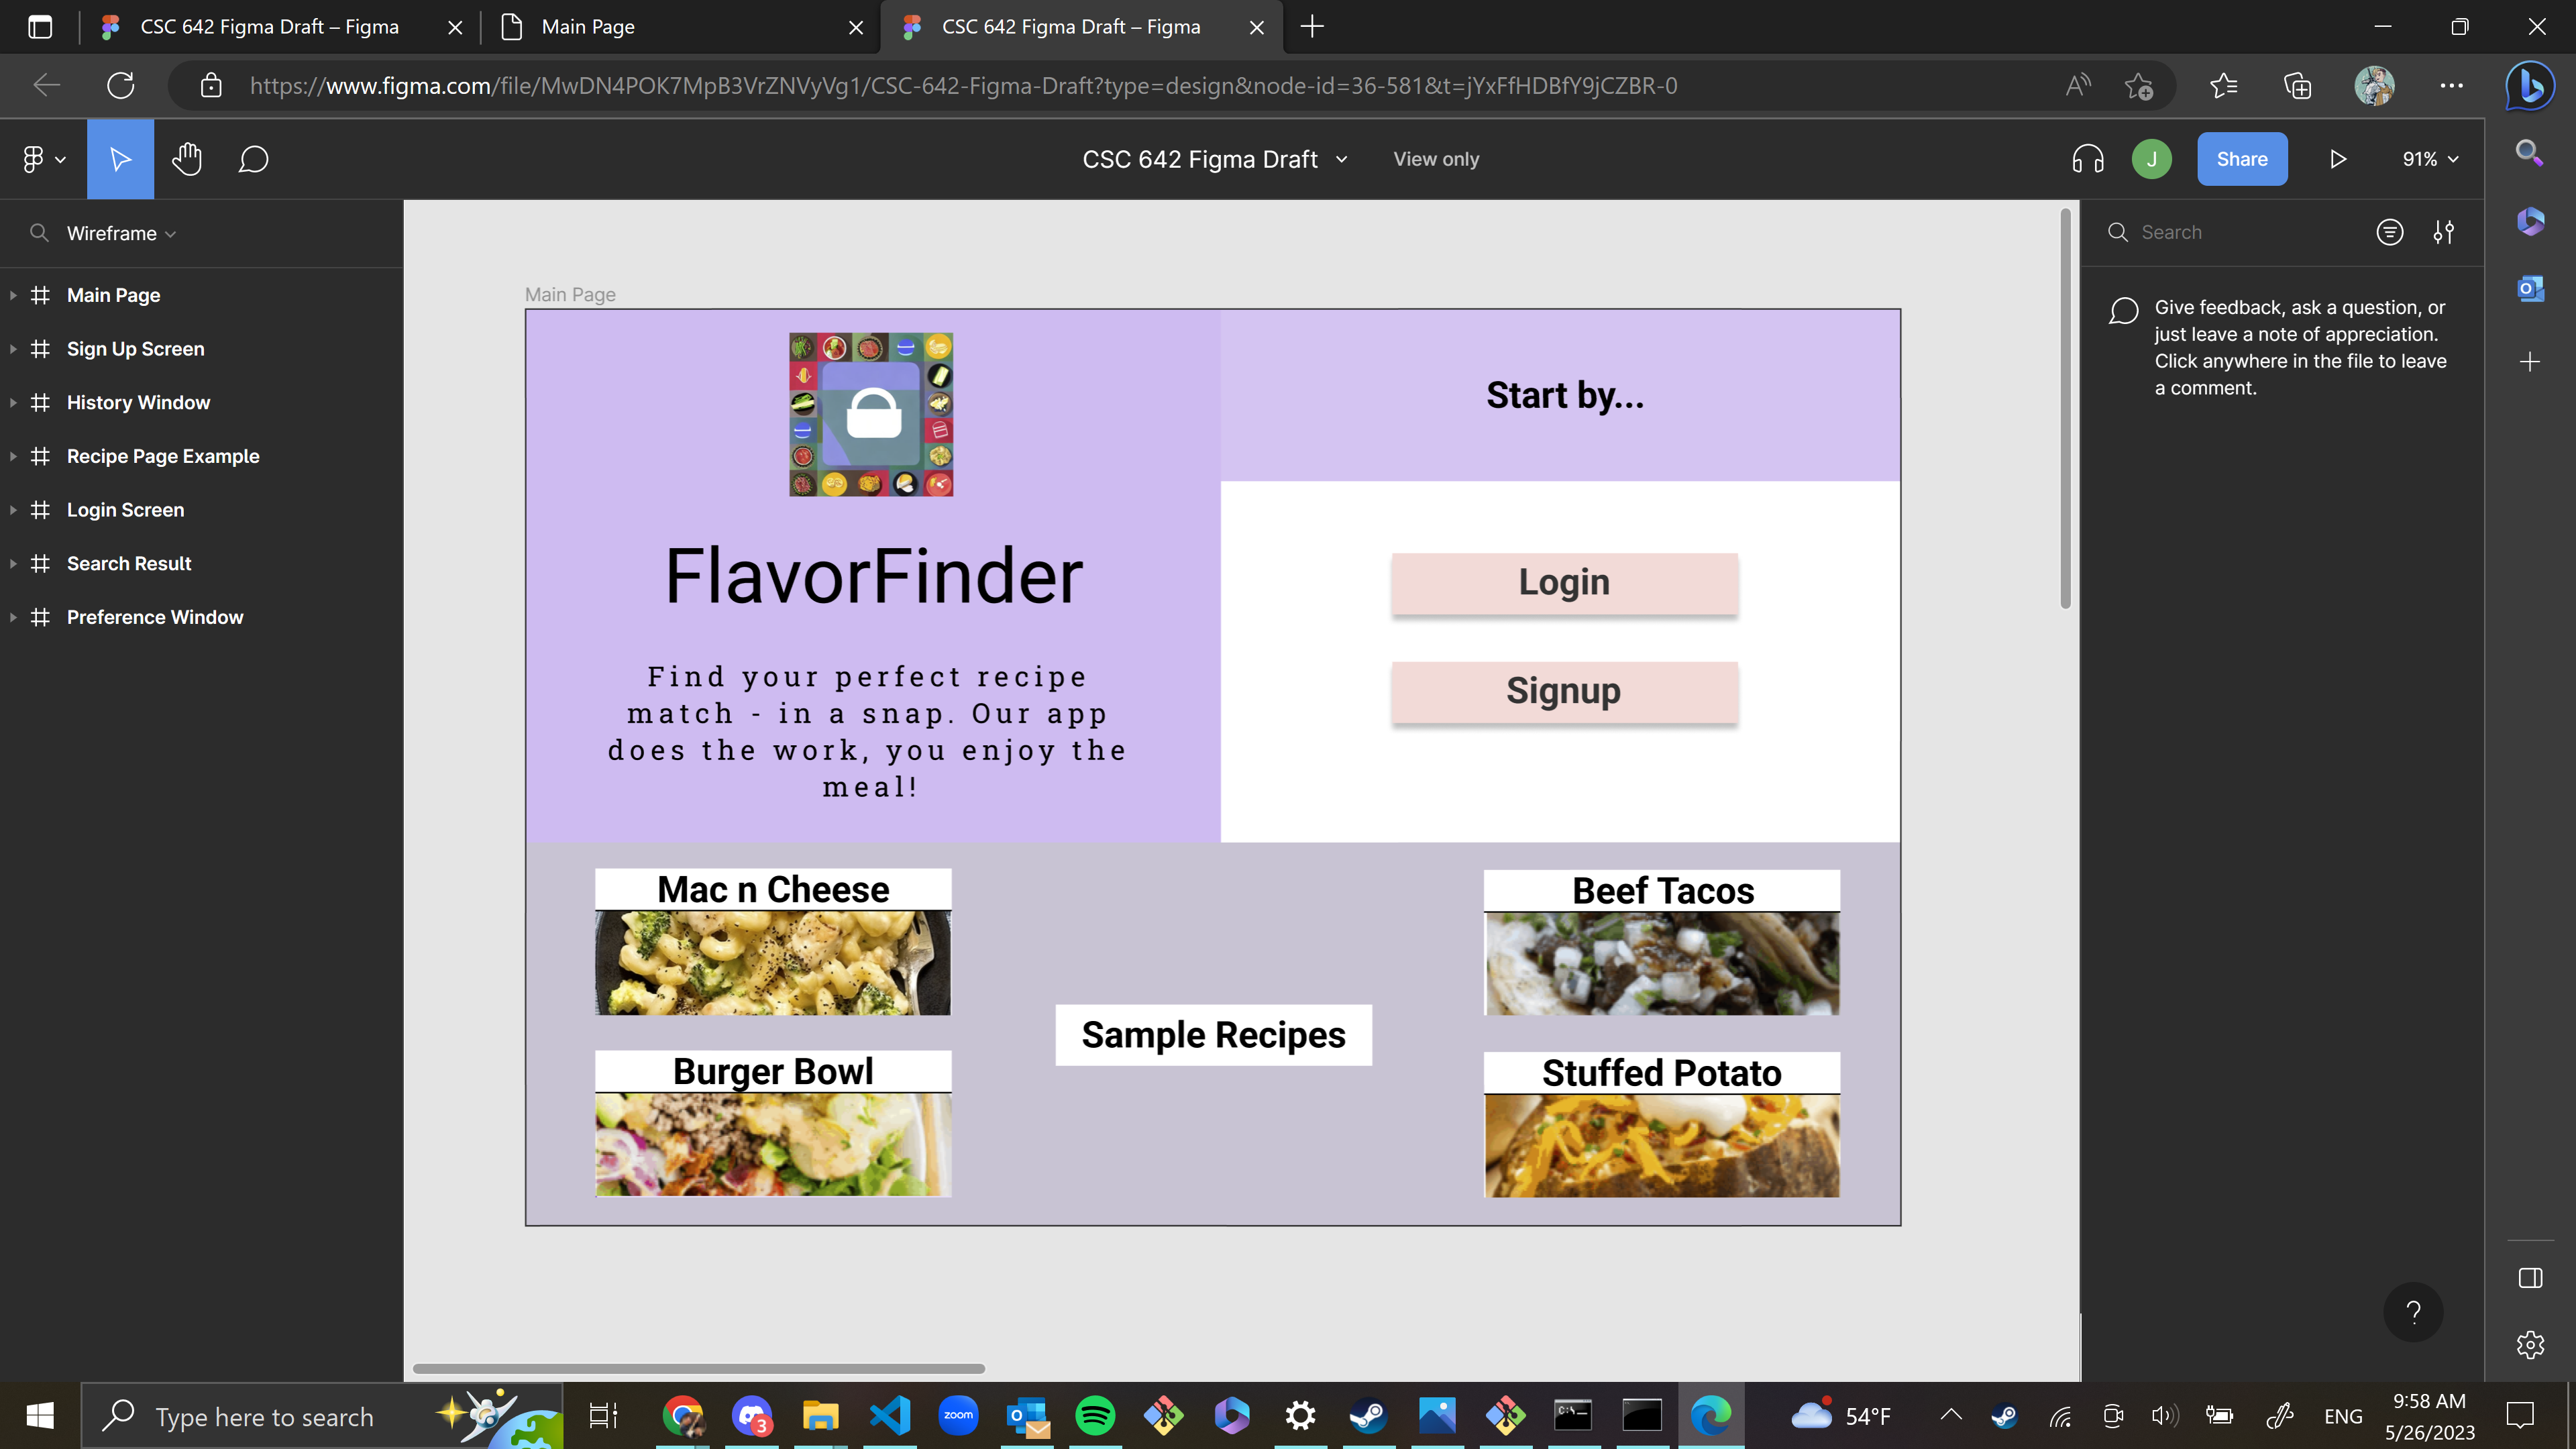 CSC 642 Figma Draft – Figma
Main Page
CSC 642 Figma Draft – Figma
https://www.figma.com/file/MwDN4POK7MpB3VrZNVyVg1/CSC-642-Figma-Draft?type=design&node-id=36-581&t=jYxFfHDBfY9jCZBR-0
CSC 642 Figma Draft
View only
J
Share
91%
Wireframe
Main Page
Sign Up Screen
History Window
Recipe Page Example
Login Screen
Search Result
Preference Window
Main Page
FlavorFinder
Find your perfect recipe
match - in a snap. Our app
does the work, you enjoy the
meal!
Start by...
Login
Signup
Mac n Cheese
Burger Bowl
Sample Recipes
Beef Tacos
Stuffed Potato
Search
Give feedback, ask a question, or
just leave a note of appreciation.
Click anywhere in the file to leave
a comment.
?
Type here to search
3
zoom
54°F
ENG
9:58 AM
5/26/2023